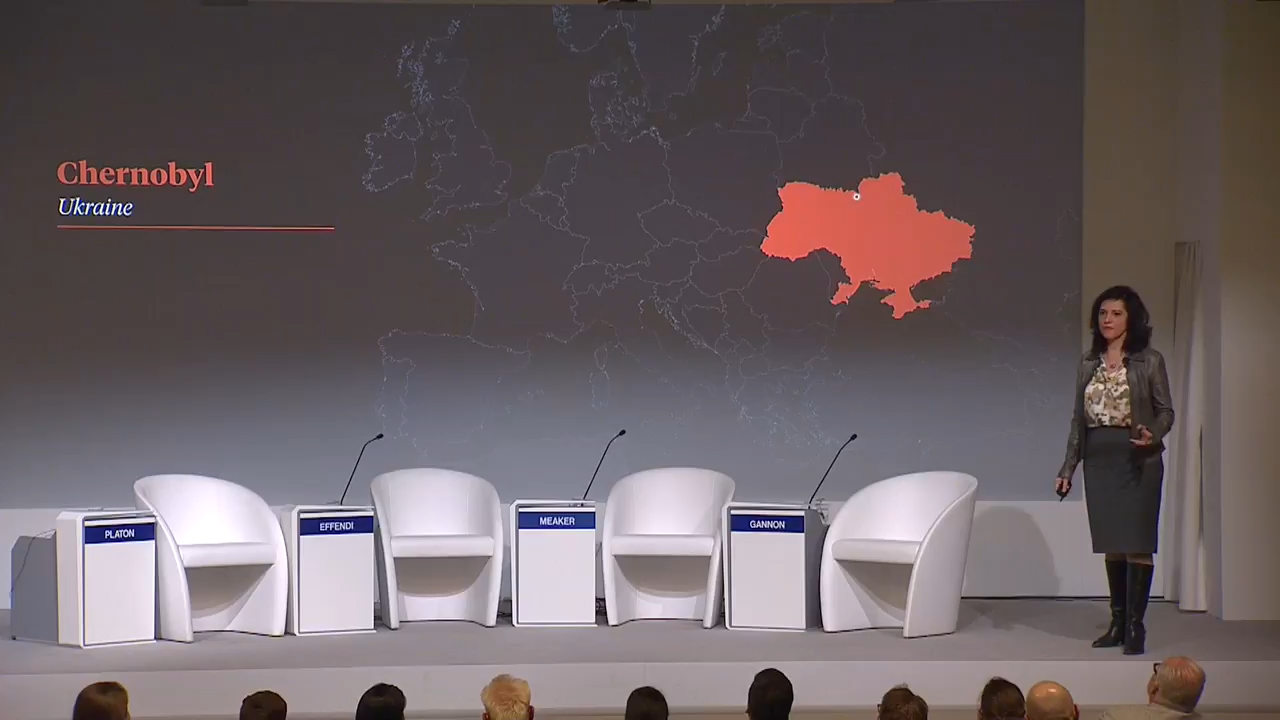 Chernobyl
Ukraine
PLATON
EFFENDI
MEAKER
GANNON